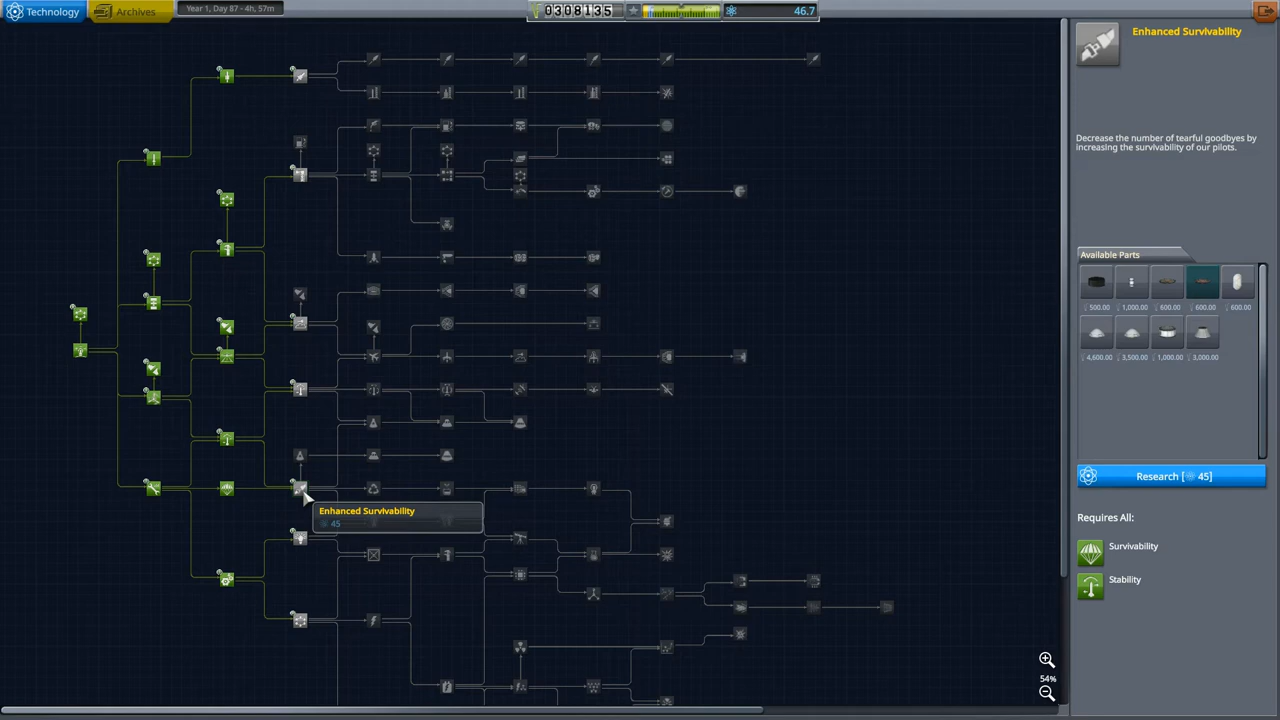 Technology
Archives
Year 1, Day 87 - 4h, 57m
0308135
46.7
Enhanced Survivability
Decrease the number of tearful goodbyes by
increasing the survivability of our pilots.
Available Parts
500.00
1,000.00
600.00
600.00
600.00
4,600.00
3,500.00
1,000.00
3,000.00
Research [45]
Requires All:
Survivability
Stability
Enhanced Survivability
45
54%